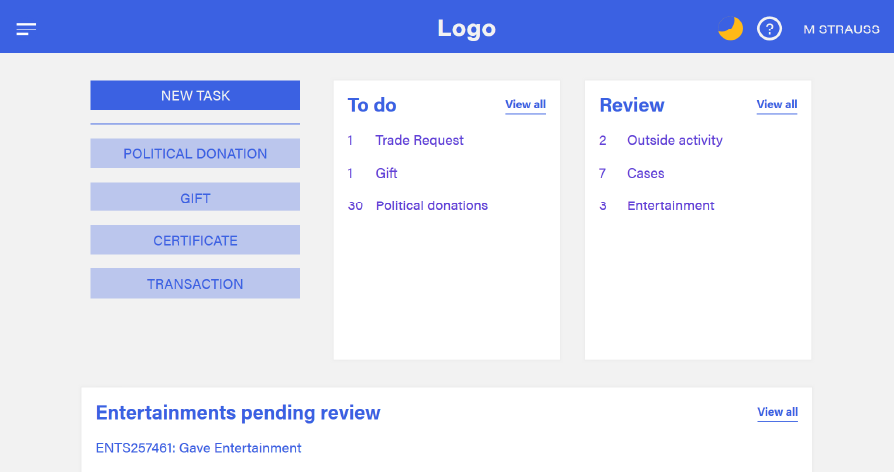 Logo
?
M STRAUSS
NEW TASK
POLITICAL DONATION
GIFT
CERTIFICATE
TRANSACTION
To do
View all
1 Trade Request
1 Gift
30 Political donations
Review
View all
2 Outside activity
7 Cases
3 Entertainment
Entertainments pending review
View all
ENTS257461: Gave Entertainment